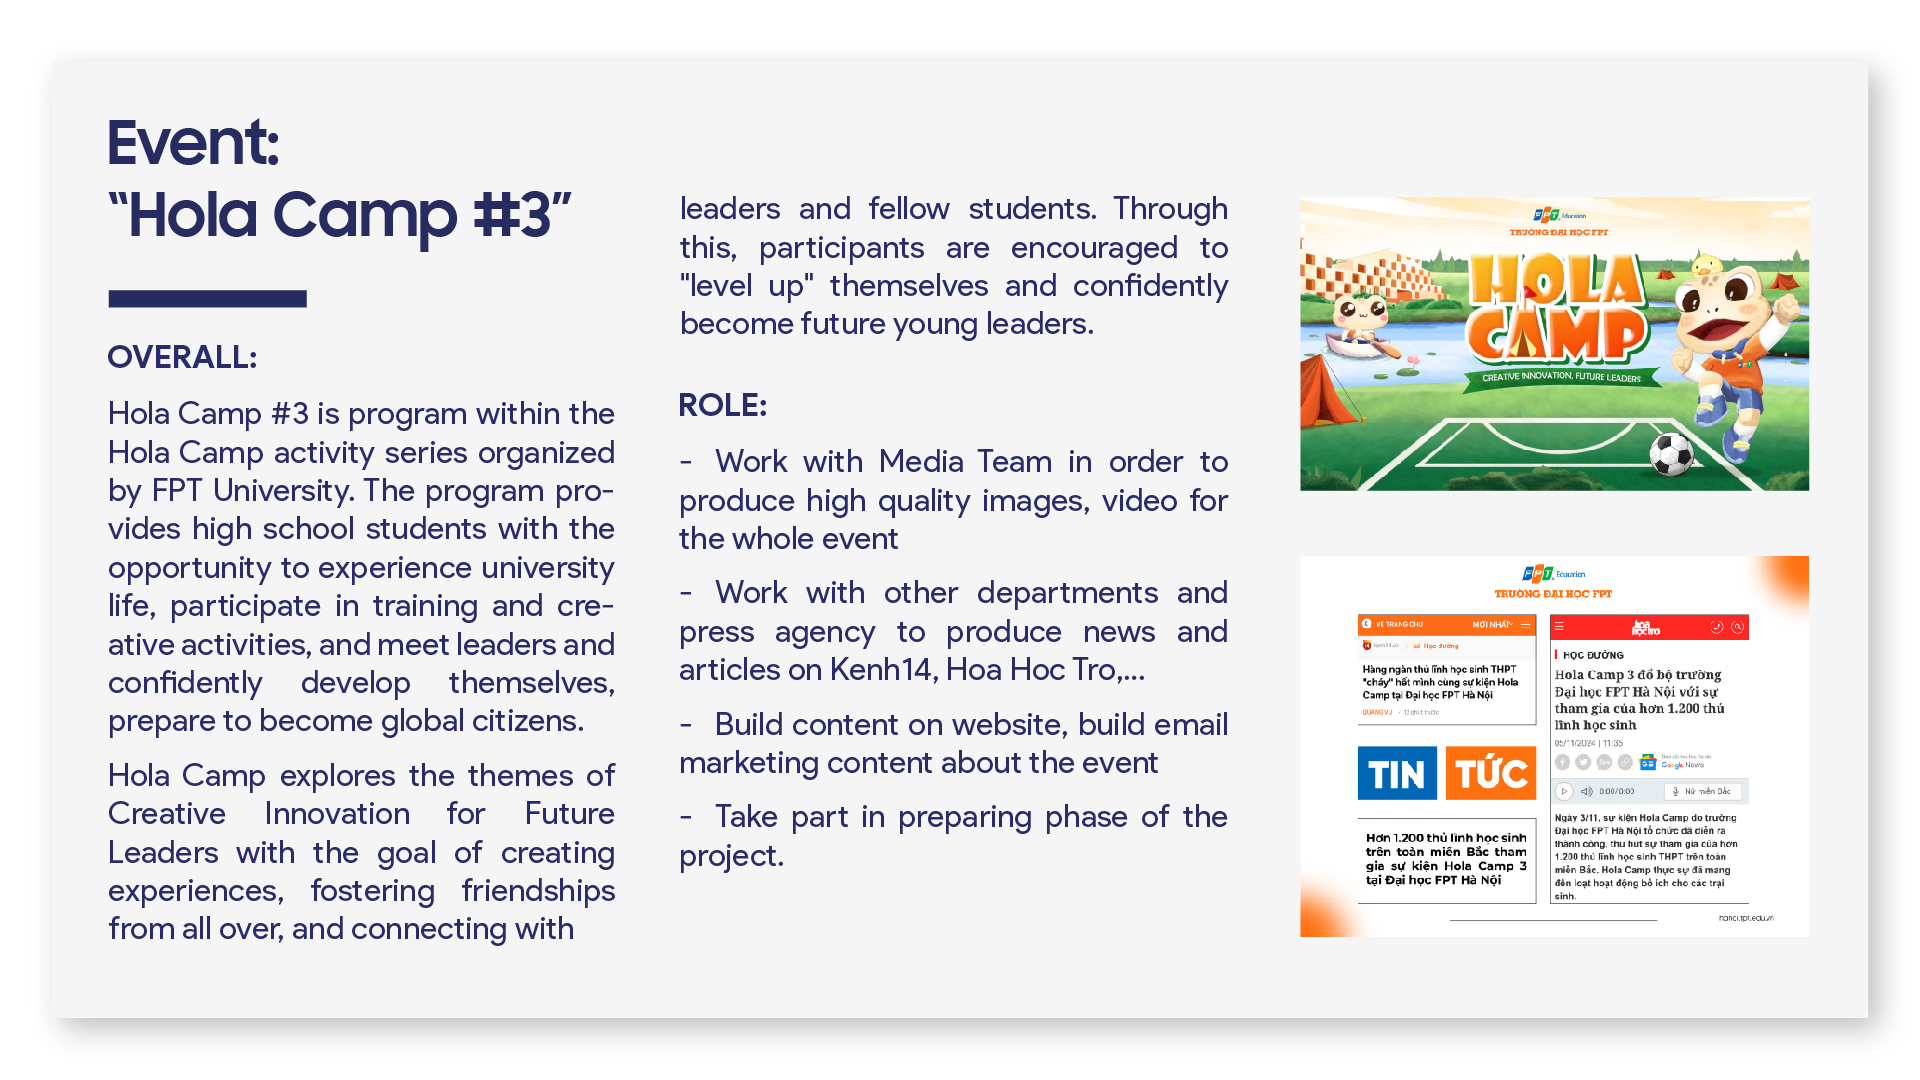 Event:
“Hola Camp #3”
OVERALL:
Hola Camp #3 is program within the
Hola Camp activity series organized
by FPT University. The program pro-
vides high school students with the
opportunity to experience university
life, participate in training and cre-
ative activities, and meet leaders and
confidently develop themselves,
prepare to become global citizens.
Hola Camp explores the themes of
Creative Innovation for Future
Leaders with the goal of creating
experiences, fostering friendships
from all over, and connecting with
leaders and fellow students. Through
this, participants are encouraged to
"level up" themselves and confidently
become future young leaders.
ROLE:
- Work with Media Team in order to
produce high quality images, video for
the whole event
- Work with other departments and
press agency to produce news and
articles on Kenh14, Hoa Hoc Tro,...
- Build content on website, build email
marketing content about the event
- Take part in preparing phase of the
project.
FPT Education
TRƯỜNG ĐẠI HỌC FPT
HOLA
CAMP
CREATIVE INNOVATION, FUTURE LEADERS
FPT Education
TRƯỜNG ĐẠI HỌC FPT
VỀ TRANG CHỦ MỚI NHẤT
Học đường
Hàng ngàn thủ lĩnh học sinh THPT
"cháy" hết mình cùng sự kiện Hola
Camp tại Đại học FPT Hà Nội
QUANG VU - 12 phút trước
TIN TỨC
Hơn 1.200 thủ lĩnh học sinh
trên toàn miền Bắc tham
gia sự kiện Hola Camp 3
tại Đại học FPT Hà Nội
hoa
học trò
HỌC ĐƯỜNG
Hola Camp 3 đổ bộ trường
Đại học FPT Hà Nội với sự
tham gia của hơn 1.200 thủ
lĩnh học sinh
05/11/2024 | 11:35
Google News
0:00/0:00 Nữ miền Bắc
Ngày 3/11, sự kiện Hola Camp do trường
Đại học FPT Hà Nội tổ chức đã diễn ra
thành công, thu hút sự tham gia của hơn
1.200 thủ lĩnh học sinh THPT trên toàn
miền Bắc. Hola Camp thực sự đã mang
đến loạt hoạt động bổ ích cho các trại
sinh.
hanoi.fpt.edu.vn